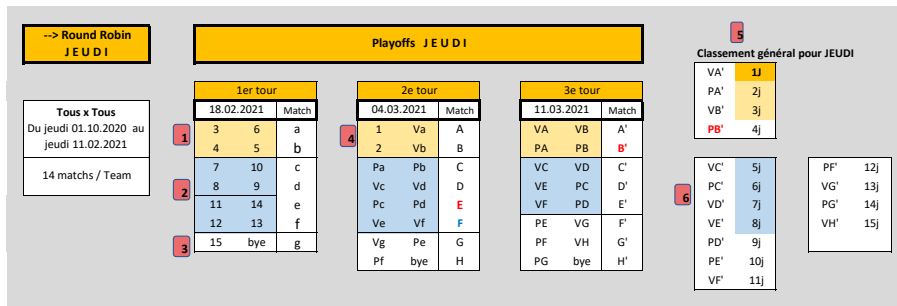 --> Round Robin
J E U D I
Playoffs J E U D I
5
Classement général pour JEUDI
VA' 1J
PA' 2j
VB' 3j
PB' 4j
Tous x Tous
Du jeudi 01.10.2020 au
jeudi 11.02.2021
14 matchs / Team
1er tour
18.02.2021 Match
1
3 6 a
4 5 b
2
7 10 c
8 9 d
11 14 e
12 13 f
3
15 bye g
2e tour
04.03.2021 Match
4
1 Va A
2 Vb B
Pa Pb C
Vc Vd D
Pc Pd E
Ve Vf F
Vg Pe G
Pf bye H
3e tour
11.03.2021 Match
VA VB A'
PA PB B'
VC VD C'
VE PC D'
VF PD E'
PE VG F'
PF VH G'
PG bye H'
6
VC' 5j
PC' 6j
VD' 7j
VE' 8j
PD' 9j
PE' 10j
VF' 11j
PF' 12j
VG' 13j
PG' 14j
VH' 15j